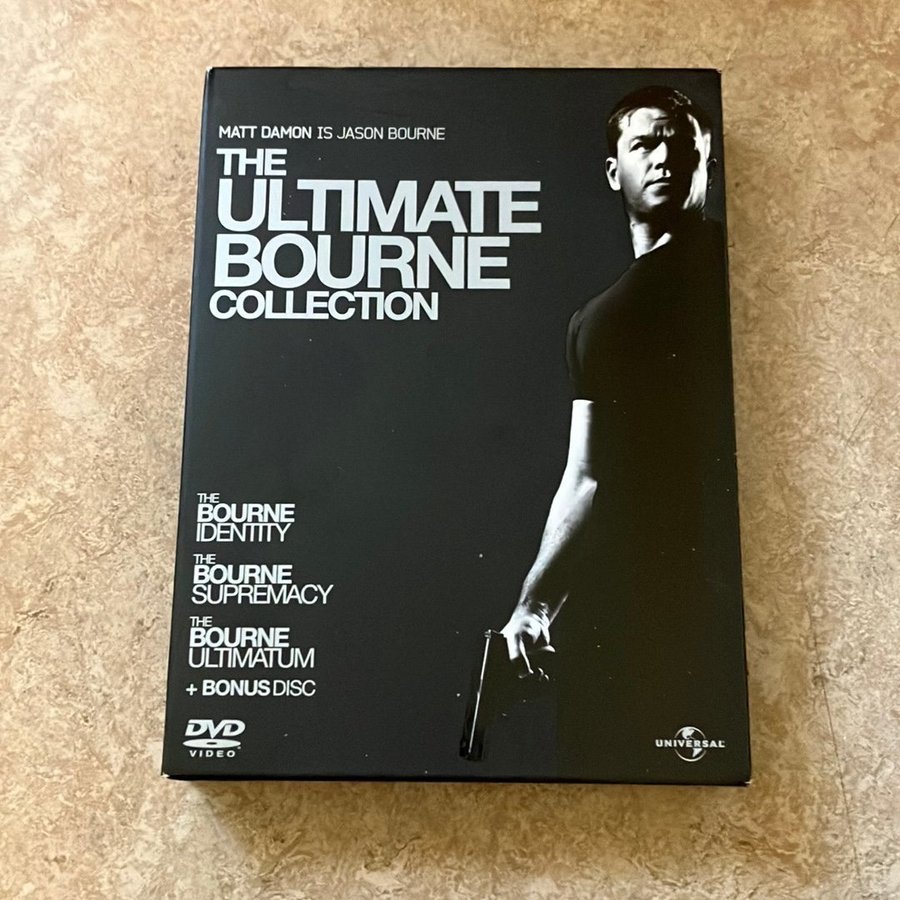 MATT DAMON IS JASON BOURNE
THE
ULTIMATE
BOURNE
COLLECTION
THE
BOURNE
IDENTITY
THE
BOURNE
SUPREMACY
THE
BOURNE
ULTIMATUM
+ BONUS DISC
DVD
VIDEO
UNIVERSAL